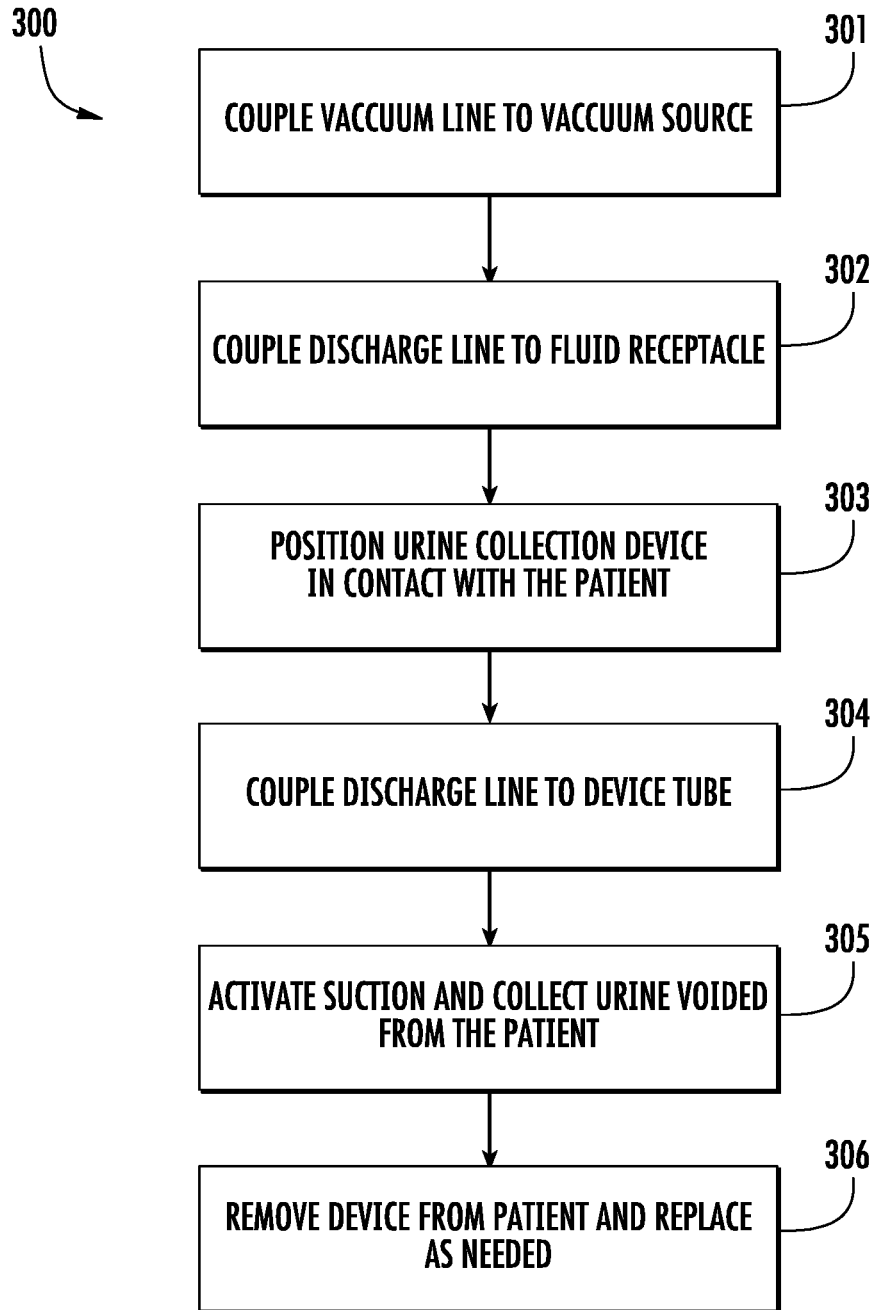 300
301
COUPLE VACCUUM LINE TO VACCUUM SOURCE
302
COUPLE DISCHARGE LINE TO FLUID RECEPTACLE
303
POSITION URINE COLLECTION DEVICE
IN CONTACT WITH THE PATIENT
304
COUPLE DISCHARGE LINE TO DEVICE TUBE
305
ACTIVATE SUCTION AND COLLECT URINE VOIDED
FROM THE PATIENT
306
REMOVE DEVICE FROM PATIENT AND REPLACE
AS NEEDED